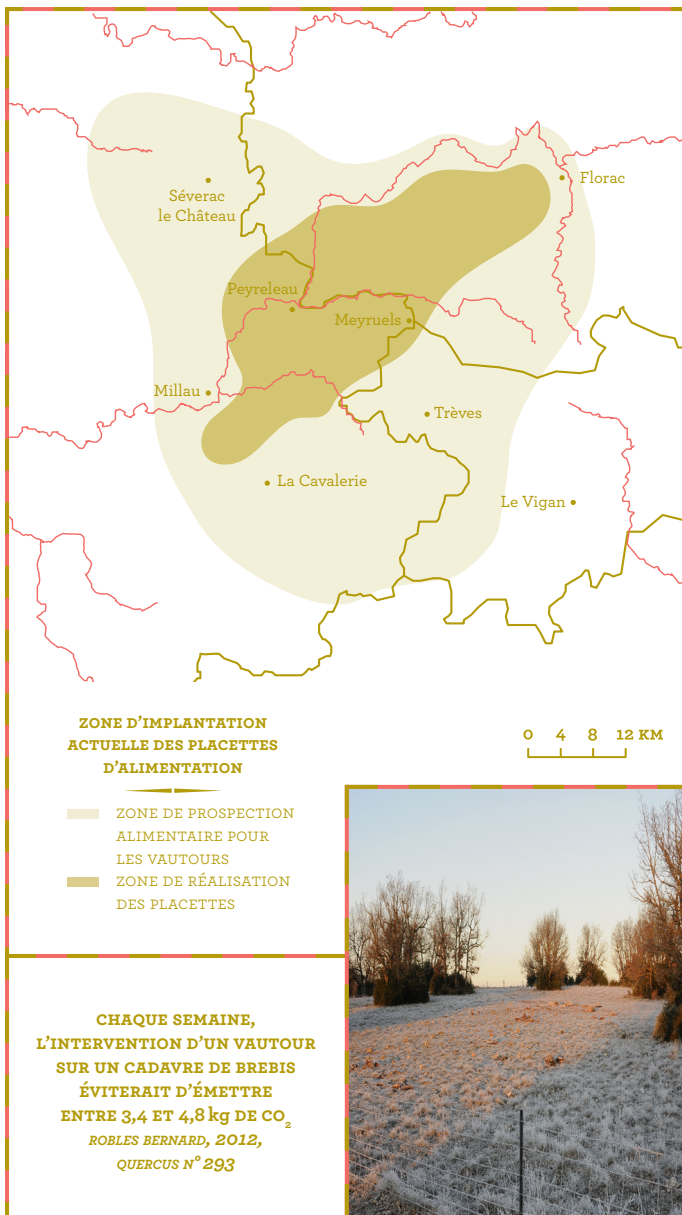 Florac
Séverac
le Château
Peyreleau
Meyruels
Millau
Trèves
La Cavalerie
Le Vigan
ZONE D'IMPLANTATION
ACTUELLE DES PLACETTES
D'ALIMENTATION
0 4 8 12 KM
ZONE DE PROSPECTION
ALIMENTAIRE POUR
LES VAUTOURS
ZONE DE RÉALISATION
DES PLACETTES
CHAQUE SEMAINE,
L'INTERVENTION D'UN VAUTOUR
SUR UN CADAVRE DE BREBIS
ÉVITERAIT D'ÉMETTRE
ENTRE 3,4 ET 4,8 kg DE CO₂
ROBLES BERNARD, 2012,
QUERCUS N° 293